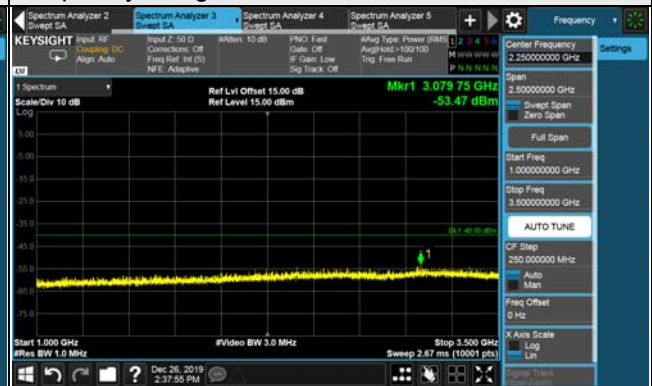 Spectrum Analyzer 2
Swept SA
Spectrum Analyzer 3
Swept SA
Spectrum Analyzer 4
Swept SA
Spectrum Analyzer 5
Swept SA
Frequency
KEYSIGHT
Input: RF
Coupling: DC
Align: Auto
Input Z: 50 Ω
Corrections: Off
Freq Ref: Int (S)
NFE: Adaptive
#Atten: 10 dB
PNO: Fast
Gate: Off
IF Gain: Low
Sig Track: Off
#Avg Type: Power (RMS
Avg|Hold >100/100
Trig: Free Run
1 2 3 4 5 6
M W W W W W
P N N N N N
LXI
Settings
Center Frequency
2.250000000 GHz
Span
2.50000000 GHz
Swept Span
Zero Span
Full Span
Start Freq
1.000000000 GHz
Stop Freq
3.500000000 GHz
AUTO TUNE
CF Step
250.000000 MHz
Auto
Man
Freq Offset
0 Hz
X Axis Scale
Log
Lin
Signal Track
1 Spectrum
Scale/Div 10 dB
Log
Ref Lvl Offset 15.00 dB
Ref Level 15.00 dBm
Mkr1 3.079 75 GHz
-53.47 dBm
5.00
-5.00
-15.0
-25.0
-35.0
-45.0
-55.0
-65.0
-75.0
DL1 -40.00 dBm
1
Start 1.000 GHz
#Res BW 1.0 MHz
#Video BW 3.0 MHz
Stop 3.500 GHz
Sweep 2.67 ms (10001 pts)
Dec 26, 2019
2:37:55 PM